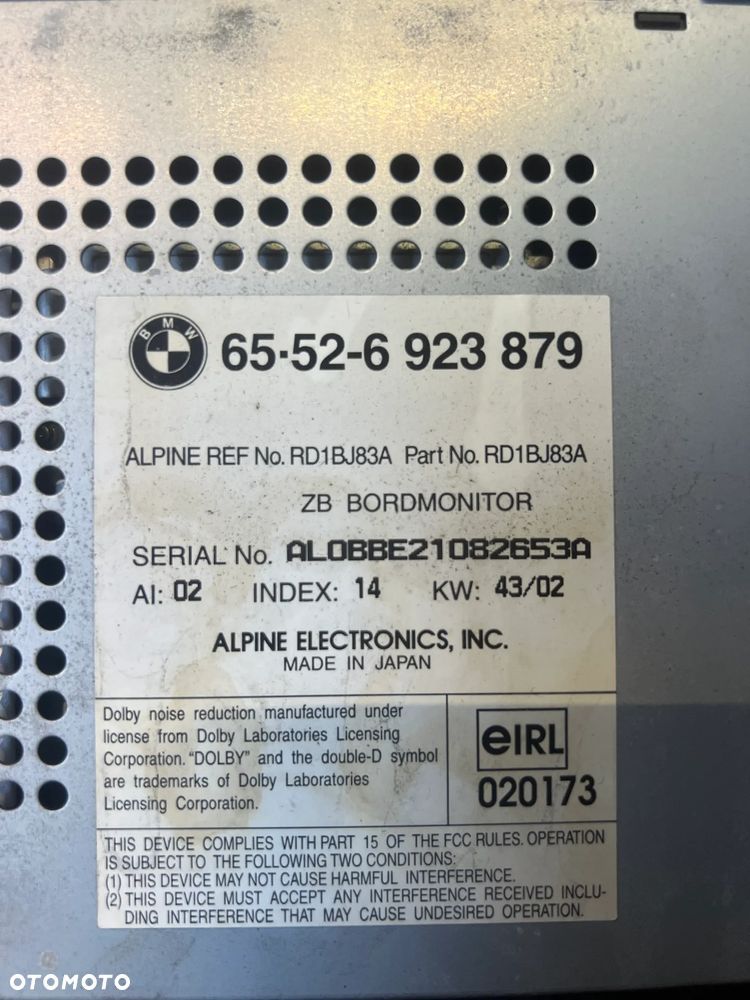 BMW
65·52-6 923 879
ALPINE REF No. RD1BJ83A Part No. RD1BJ83A
ZB BORDMONITOR
SERIAL No. AL0BBE21082653A
AI: 02 INDEX: 14 KW: 43/02
ALPINE ELECTRONICS, INC.
MADE IN JAPAN
Dolby noise reduction manufactured under
license from Dolby Laboratories Licensing
Corporation. "DOLBY" and the double-D symbol
are trademarks of Dolby Laboratories
Licensing Corporation.
eIRL
020173
THIS DEVICE COMPLIES WITH PART 15 OF THE FCC RULES. OPERATION
IS SUBJECT TO THE FOLLOWING TWO CONDITIONS:
(1) THIS DEVICE MAY NOT CAUSE HARMFUL INTERFERENCE.
(2) THIS DEVICE MUST ACCEPT ANY INTERFERENCE RECEIVED INCLU-
DING INTERFERENCE THAT MAY CAUSE UNDESIRED OPERATION.
OTOMOTO